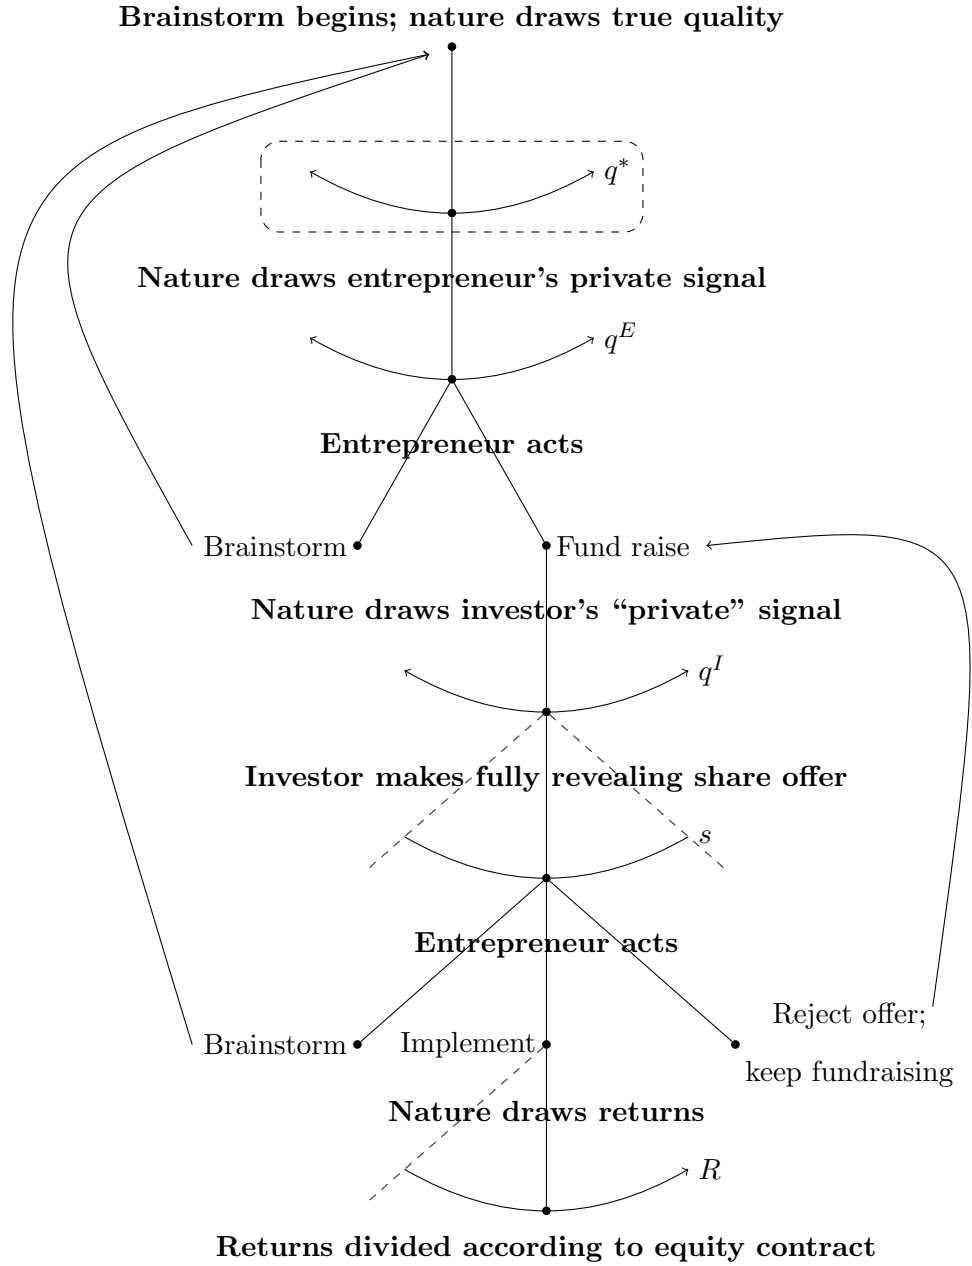 Brainstorm begins; nature draws true quality
q*
Nature draws entrepreneur's private signal
q^E
Entrepreneur acts
Brainstorm
Fund raise
Nature draws investor's “private” signal
q^I
Investor makes fully revealing share offer
s
Entrepreneur acts
Reject offer;
Brainstorm
Implement
keep fundraising
Nature draws returns
R
Returns divided according to equity contract